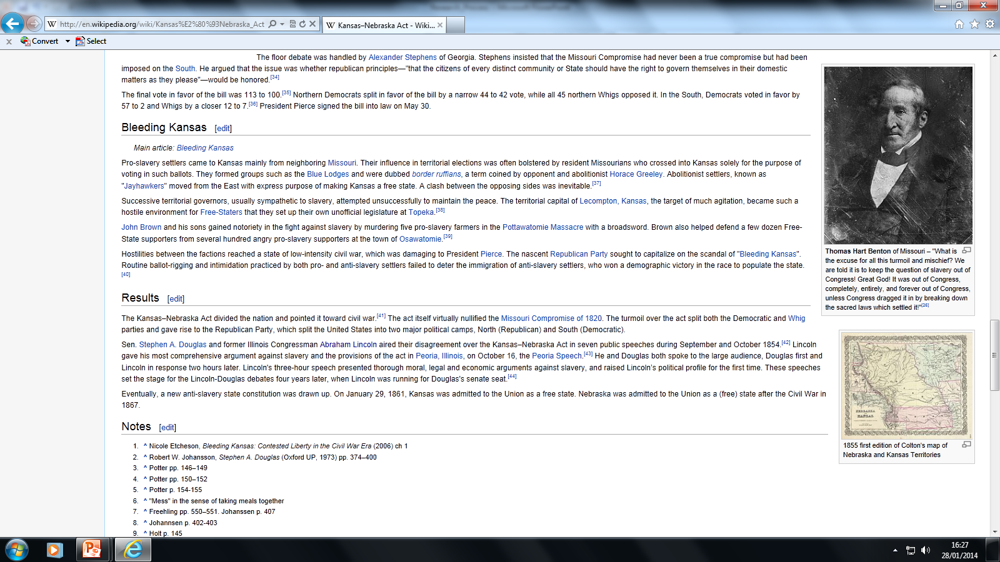 http://en.wikipedia.org/wiki/Kansas%E2%80%93Nebraska_Act
Kansas–Nebraska Act - Wiki...
x Convert Select
The floor debate was handled by Alexander Stephens of Georgia. Stephens insisted that the Missouri Compromise had never been a true compromise but had been
imposed on the South. He argued that the issue was whether republican principles—"that the citizens of every distinct community or State should have the right to govern themselves in their domestic
matters as they please"—would be honored.[34]
The final vote in favor of the bill was 113 to 100.[35] Northern Democrats split in favor of the bill by a narrow 44 to 42 vote, while all 45 northern Whigs opposed it. In the South, Democrats voted in favor by
57 to 2 and Whigs by a closer 12 to 7.[36] President Pierce signed the bill into law on May 30.
Bleeding Kansas [edit]
Main article: Bleeding Kansas
Pro-slavery settlers came to Kansas mainly from neighboring Missouri. Their influence in territorial elections was often bolstered by resident Missourians who crossed into Kansas solely for the purpose of
voting in such ballots. They formed groups such as the Blue Lodges and were dubbed border ruffians, a term coined by opponent and abolitionist Horace Greeley. Abolitionist settlers, known as
"Jayhawkers" moved from the East with express purpose of making Kansas a free state. A clash between the opposing sides was inevitable.[37]
Successive territorial governors, usually sympathetic to slavery, attempted unsuccessfully to maintain the peace. The territorial capital of Lecompton, Kansas, the target of much agitation, became such a
hostile environment for Free-Staters that they set up their own unofficial legislature at Topeka.[38]
John Brown and his sons gained notoriety in the fight against slavery by murdering five pro-slavery farmers in the Pottawatomie Massacre with a broadsword. Brown also helped defend a few dozen Free-
State supporters from several hundred angry pro-slavery supporters at the town of Osawatomie.[39]
Hostilities between the factions reached a state of low-intensity civil war, which was damaging to President Pierce. The nascent Republican Party sought to capitalize on the scandal of "Bleeding Kansas".
Routine ballot-rigging and intimidation practiced by both pro- and anti-slavery settlers failed to deter the immigration of anti-slavery settlers, who won a demographic victory in the race to populate the state.
[40]
Results [edit]
The Kansas–Nebraska Act divided the nation and pointed it toward civil war.[41] The act itself virtually nullified the Missouri Compromise of 1820. The turmoil over the act split both the Democratic and Whig
parties and gave rise to the Republican Party, which split the United States into two major political camps, North (Republican) and South (Democratic).
Sen. Stephen A. Douglas and former Illinois Congressman Abraham Lincoln aired their disagreement over the Kansas–Nebraska Act in seven public speeches during September and October 1854.[42] Lincoln
gave his most comprehensive argument against slavery and the provisions of the act in Peoria, Illinois, on October 16, the Peoria Speech.[43] He and Douglas both spoke to the large audience, Douglas first and
Lincoln in response two hours later. Lincoln's three-hour speech presented thorough moral, legal and economic arguments against slavery, and raised Lincoln's political profile for the first time. These speeches
set the stage for the Lincoln-Douglas debates four years later, when Lincoln was running for Douglas's senate seat.[44]
Eventually, a new anti-slavery state constitution was drawn up. On January 29, 1861, Kansas was admitted to the Union as a free state. Nebraska was admitted to the Union as a (free) state after the Civil War in
1867.
Notes [edit]
1. ^ Nicole Etcheson, Bleeding Kansas: Contested Liberty in the Civil War Era (2006) ch 1
2. ^ Robert W. Johansson, Stephen A. Douglas (Oxford UP, 1973) pp. 374–400
3. ^ Potter pp. 146–149
4. ^ Potter pp. 150–152
5. ^ Potter p. 154-155
6. ^ "Mess" in the sense of taking meals together
7. ^ Freehling pp. 550–551. Johanssen p. 407
8. ^ Johannsen p. 402-403
9. ^ Holt p. 145
Thomas Hart Benton of Missouri – "What is
the excuse for all this turmoil and mischief? We
are told it is to keep the question of slavery out of
Congress! Great God! It was out of Congress,
completely, entirely, and forever out of Congress,
unless Congress dragged it in by breaking down
the sacred laws which settled it!"[26]
NEBRASKA
KANSAS
1855 first edition of Colton's map of
Nebraska and Kansas Territories
16:27
28/01/2014